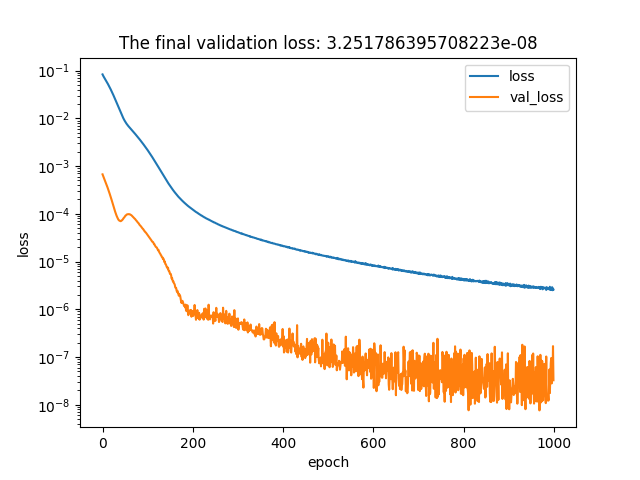 The final validation loss: 3.251786395708223e-08
loss
val_loss
10⁻¹
10⁻²
10⁻³
10⁻⁴
10⁻⁵
10⁻⁶
10⁻⁷
10⁻⁸
loss
0 200 400 600 800 1000
epoch